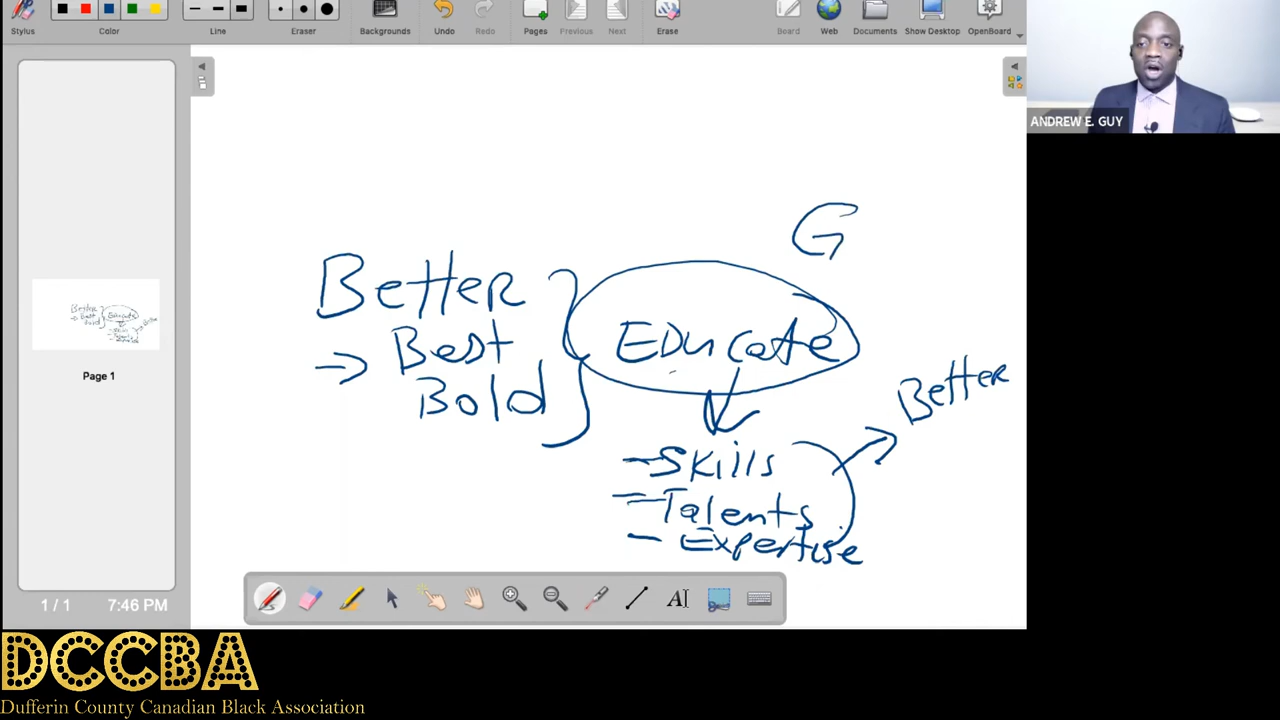 Stylus
Color
Line
Eraser
Backgrounds
Undo
Redo
Pages
Previous
Next
Erase
Board
Web
Documents
Show Desktop
OpenBoard
ANDREW E. GUY
G
Better
Best
Bold
Educate
Better
Skills
Talents
Expertise
Page 1
1 / 1
7:46 PM
AI
DCCBA
Dufferin County Canadian Black Association